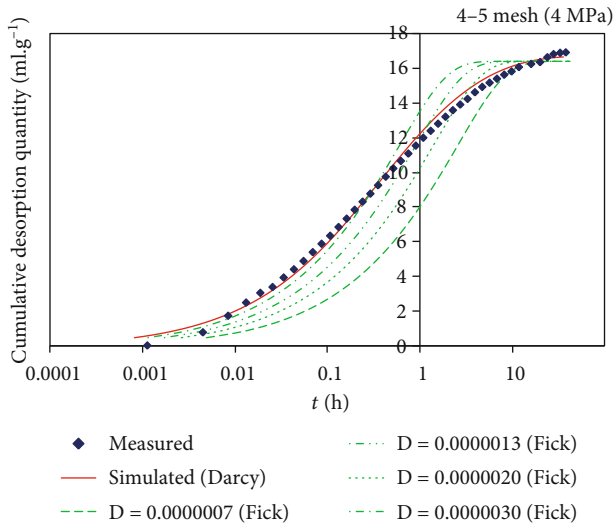 4–5 mesh (4 MPa)
Cumulative desorption quantity (ml.g⁻¹)
18
16
14
12
10
8
6
4
2
0
0.0001 0.001 0.01 0.1 1 10
t (h)
Measured
Simulated (Darcy)
D = 0.0000007 (Fick)
D = 0.0000013 (Fick)
D = 0.0000020 (Fick)
D = 0.0000030 (Fick)